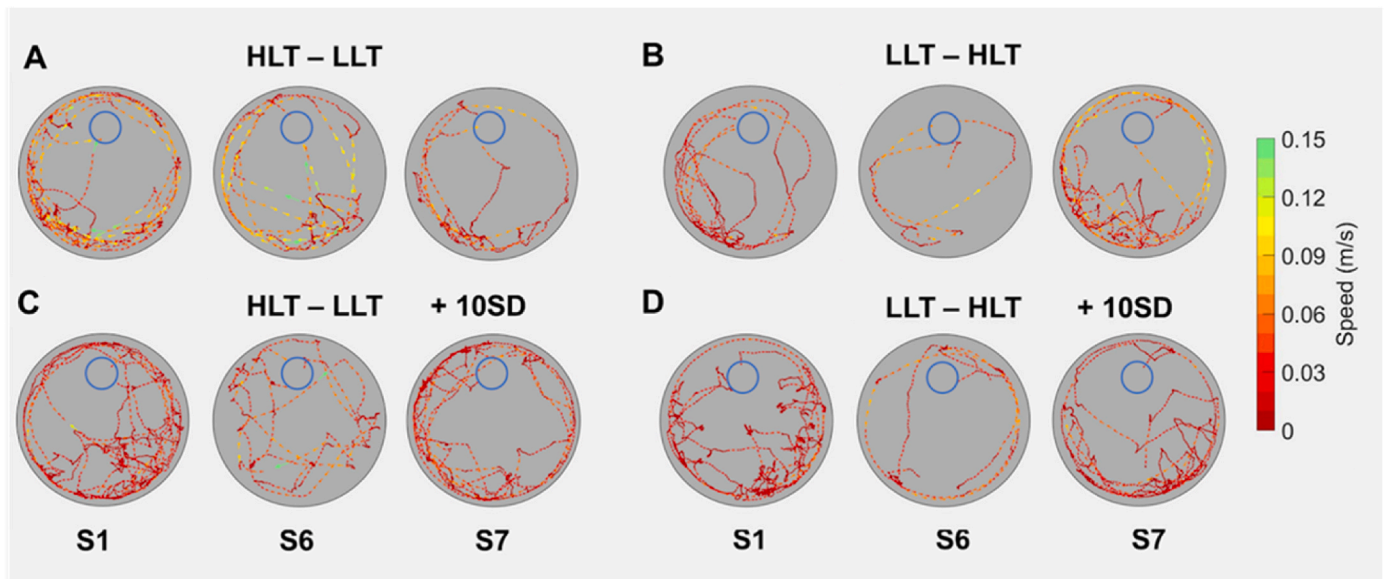 A HLT – LLT
B LLT – HLT
C HLT – LLT + 10SD
D LLT – HLT + 10SD
S1 S6 S7
S1 S6 S7
0.15
0.12
0.09
0.06
0.03
0
Speed (m/s)